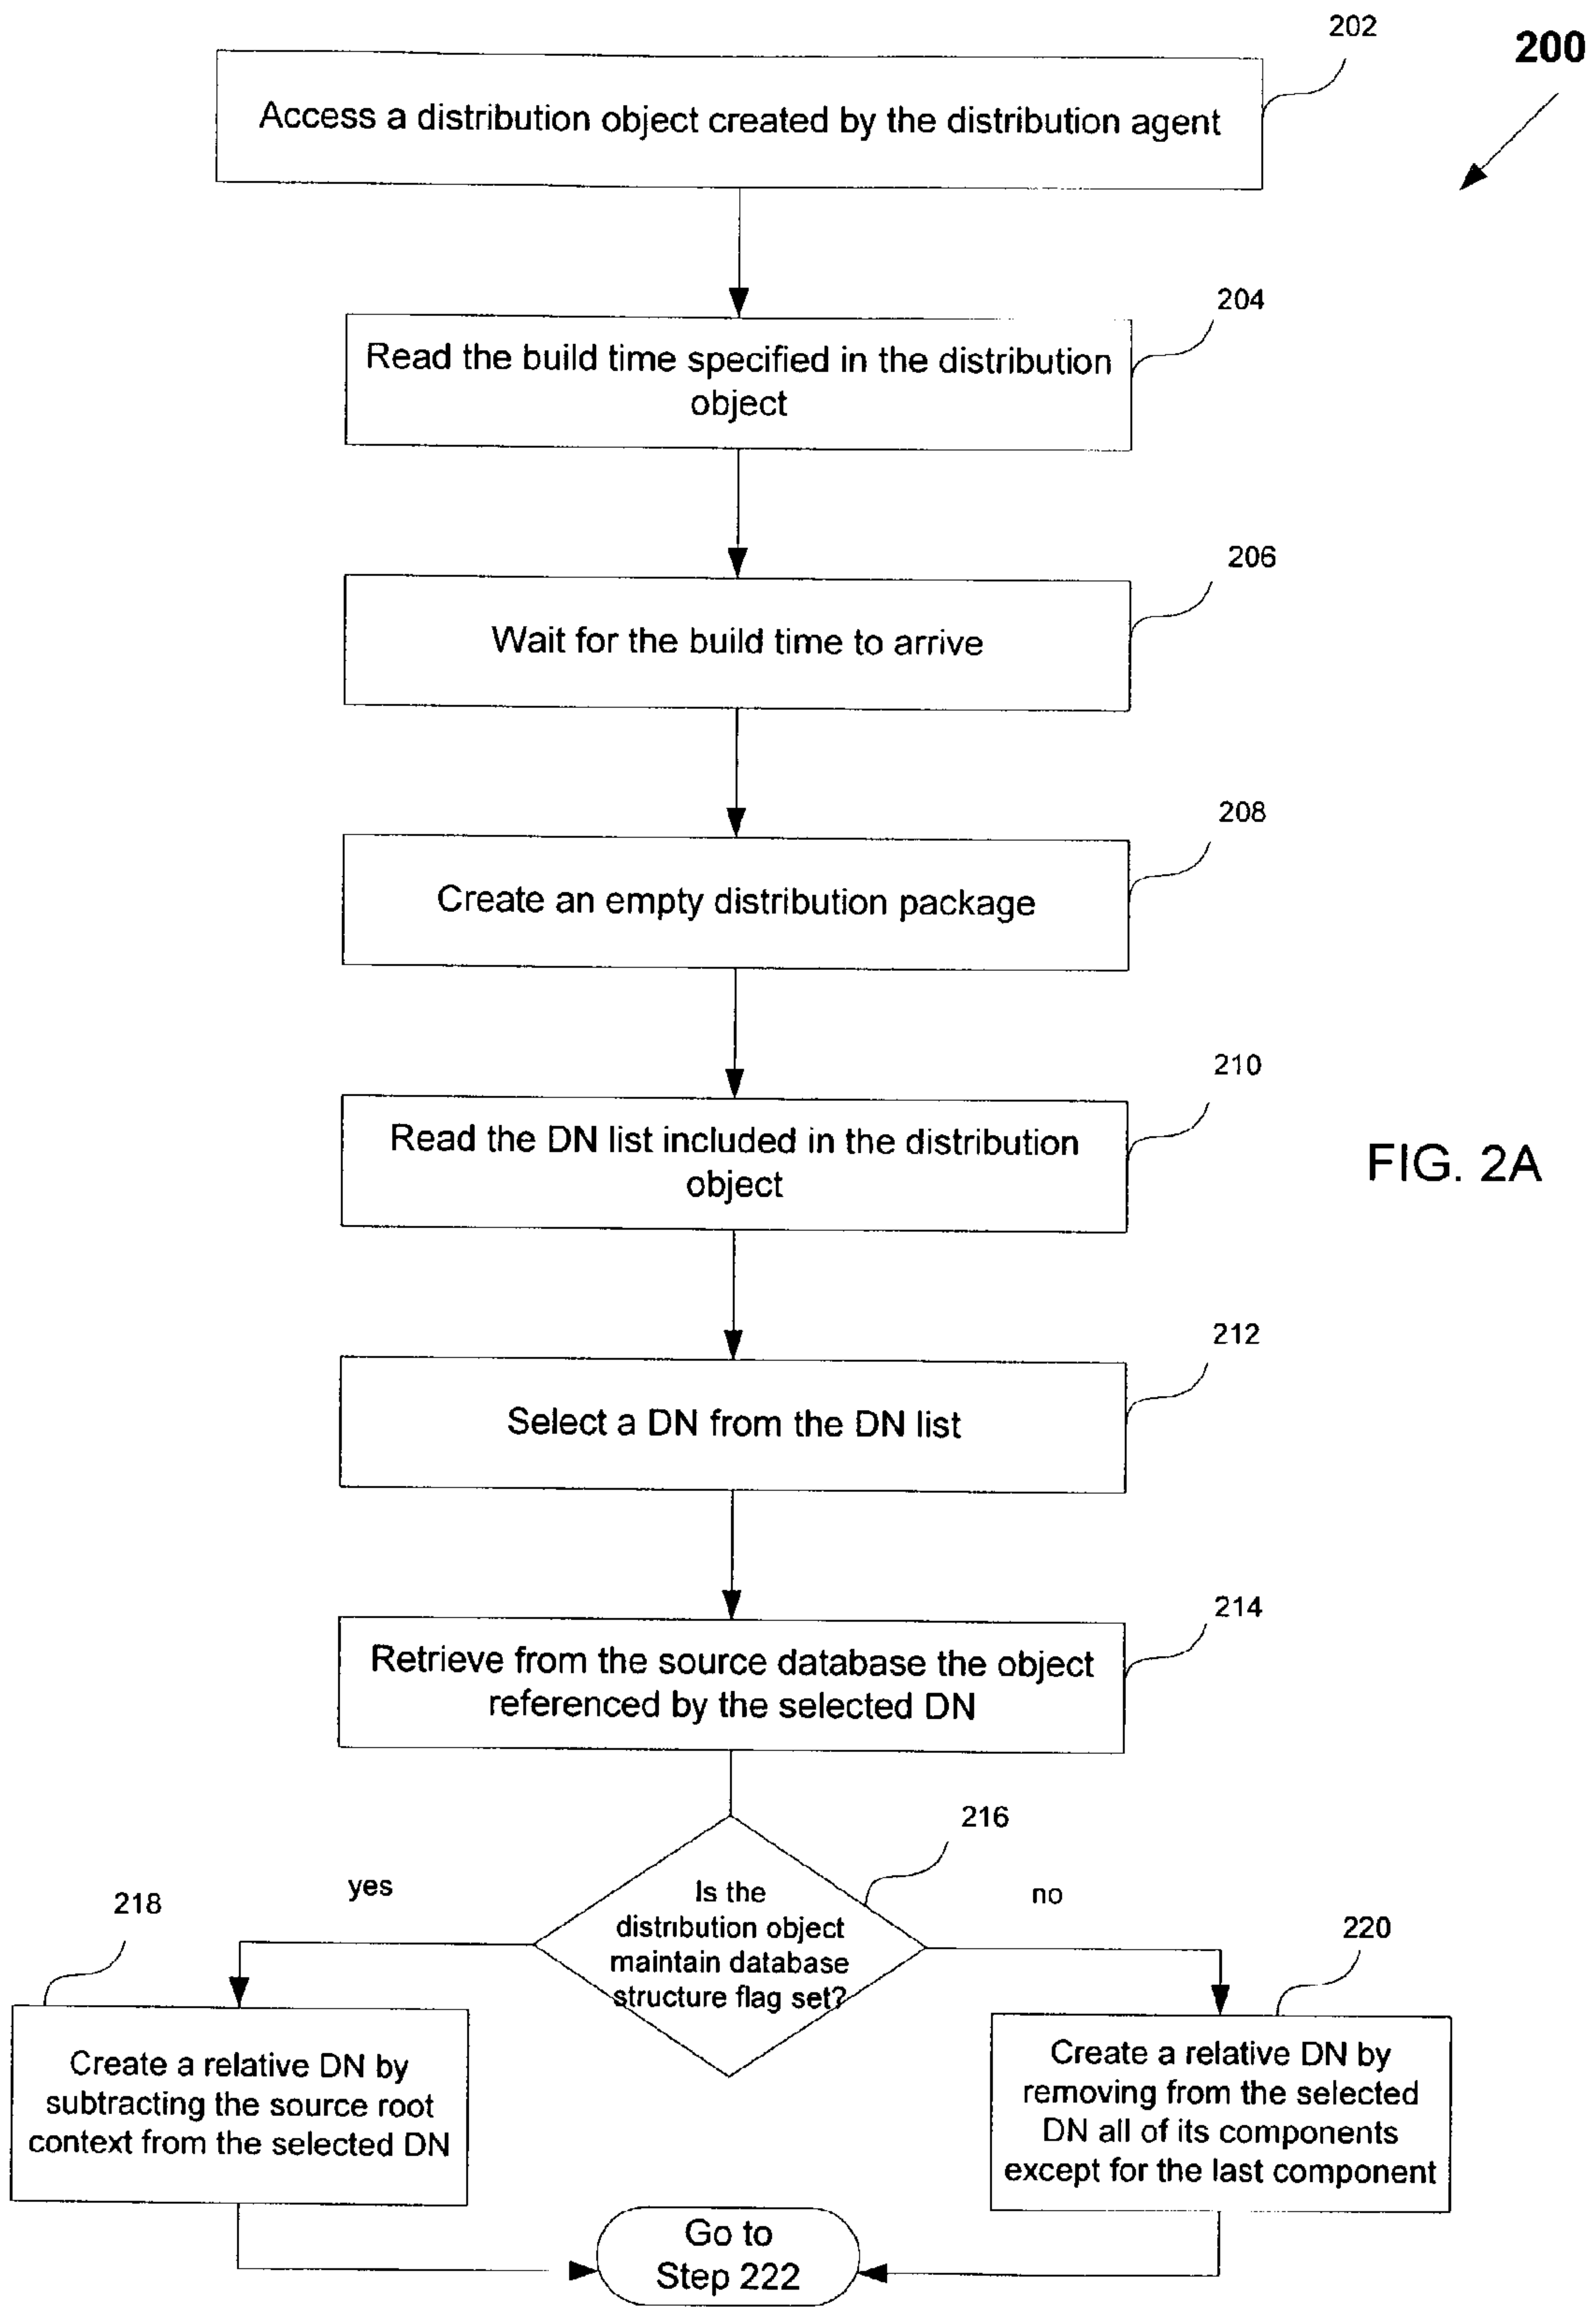 202
200
Access a distribution object created by the distribution agent
204
Read the build time specified in the distribution
object
206
Wait for the build time to arrive
208
Create an empty distribution package
210
Read the DN list included in the distribution
object
FIG. 2A
212
Select a DN from the DN list
214
Retrieve from the source database the object
referenced by the selected DN
216
Is the
distribution object
maintain database
structure flag set?
yes
no
218
220
Create a relative DN by
subtracting the source root
context from the selected DN
Create a relative DN by
removing from the selected
DN all of its components
except for the last component
Go to
Step 222